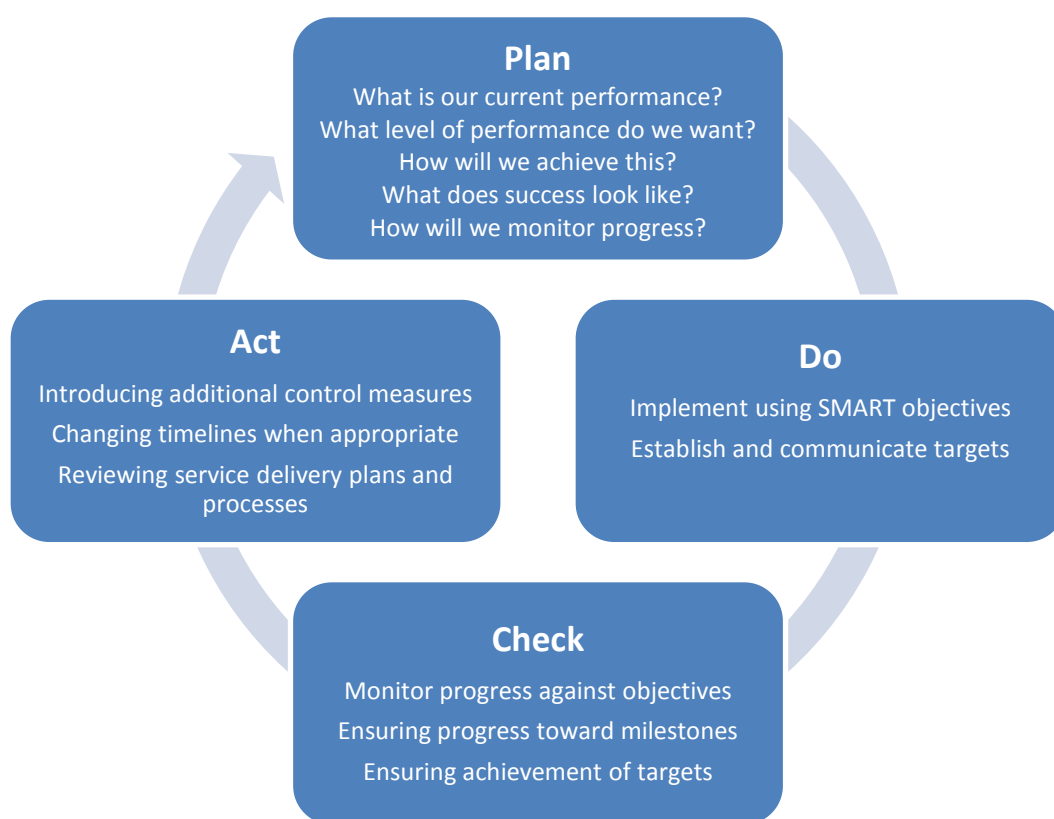 Plan
What is our current performance?
What level of performance do we want?
How will we achieve this?
What does success look like?
How will we monitor progress?
Act
Introducing additional control measures
Changing timelines when appropriate
Reviewing service delivery plans and
processes
Do
Implement using SMART objectives
Establish and communicate targets
Check
Monitor progress against objectives
Ensuring progress toward milestones
Ensuring achievement of targets